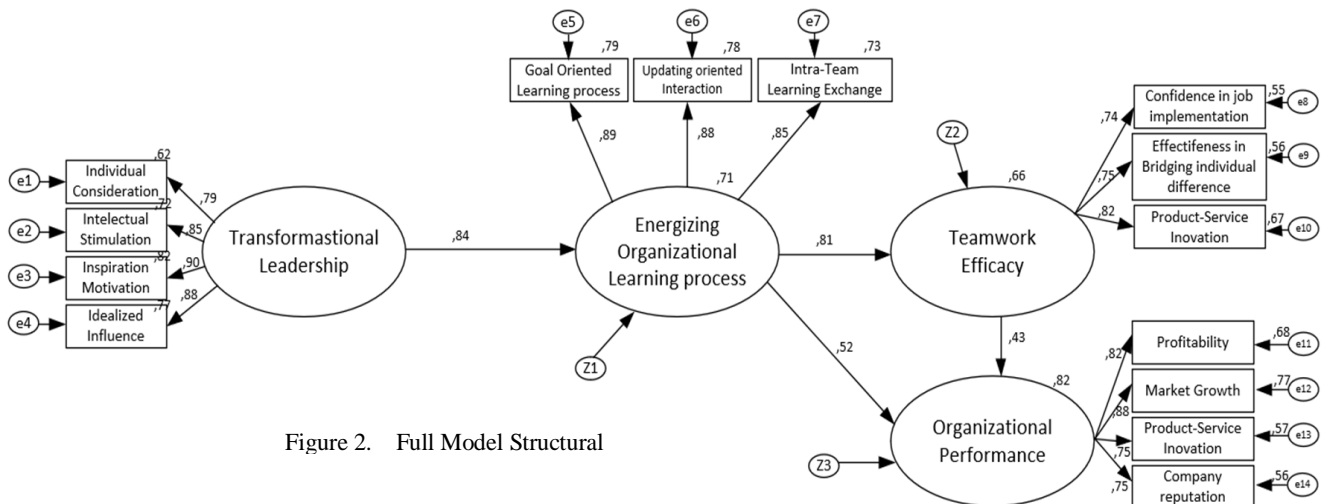 e5
e6
e7
,79
,78
,73
Goal Oriented
Learning process
Updating oriented
Interaction
Intra-Team
Learning Exchange
,89
,88
,85
e1
e2
e3
e4
,62
Individual
Consideration
,72
Intelectual
Stimulation
,82
Inspiration
Motivation
,77
Idealized
Influence
,79
,85
,90
,88
Transformastional
Leadership
,84
,71
Energizing
Organizational
Learning process
Z1
,81
,52
Z2
,66
Teamwork
Efficacy
,43
,74
,75
,82
Confidence in job
implementation
,55
e8
Effectifeness in
Bridging individual
difference
,56
e9
Product-Service
Inovation
,67
e10
Z3
,82
Organizational
Performance
,82
,88
,75
,75
Profitability
,68
e11
Market Growth
,77
e12
Product-Service
Inovation
,57
e13
Company
reputation
,56
e14
Figure 2. Full Model Structural